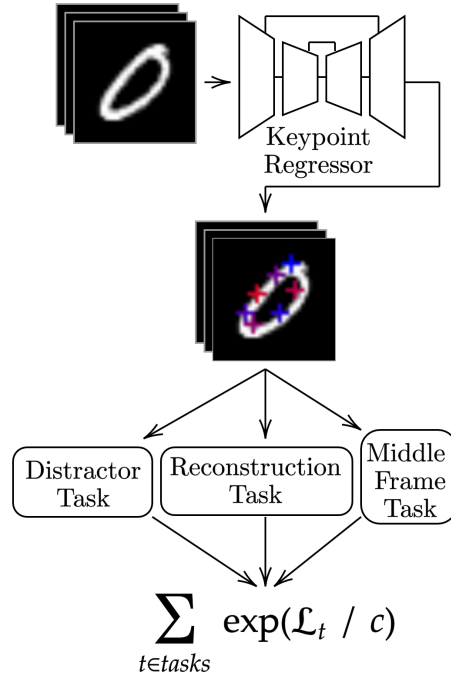 Keypoint
Regressor
Distractor
Task
Reconstruction
Task
Middle
Frame
Task
∑ exp(ℒₜ / c)
t∈tasks